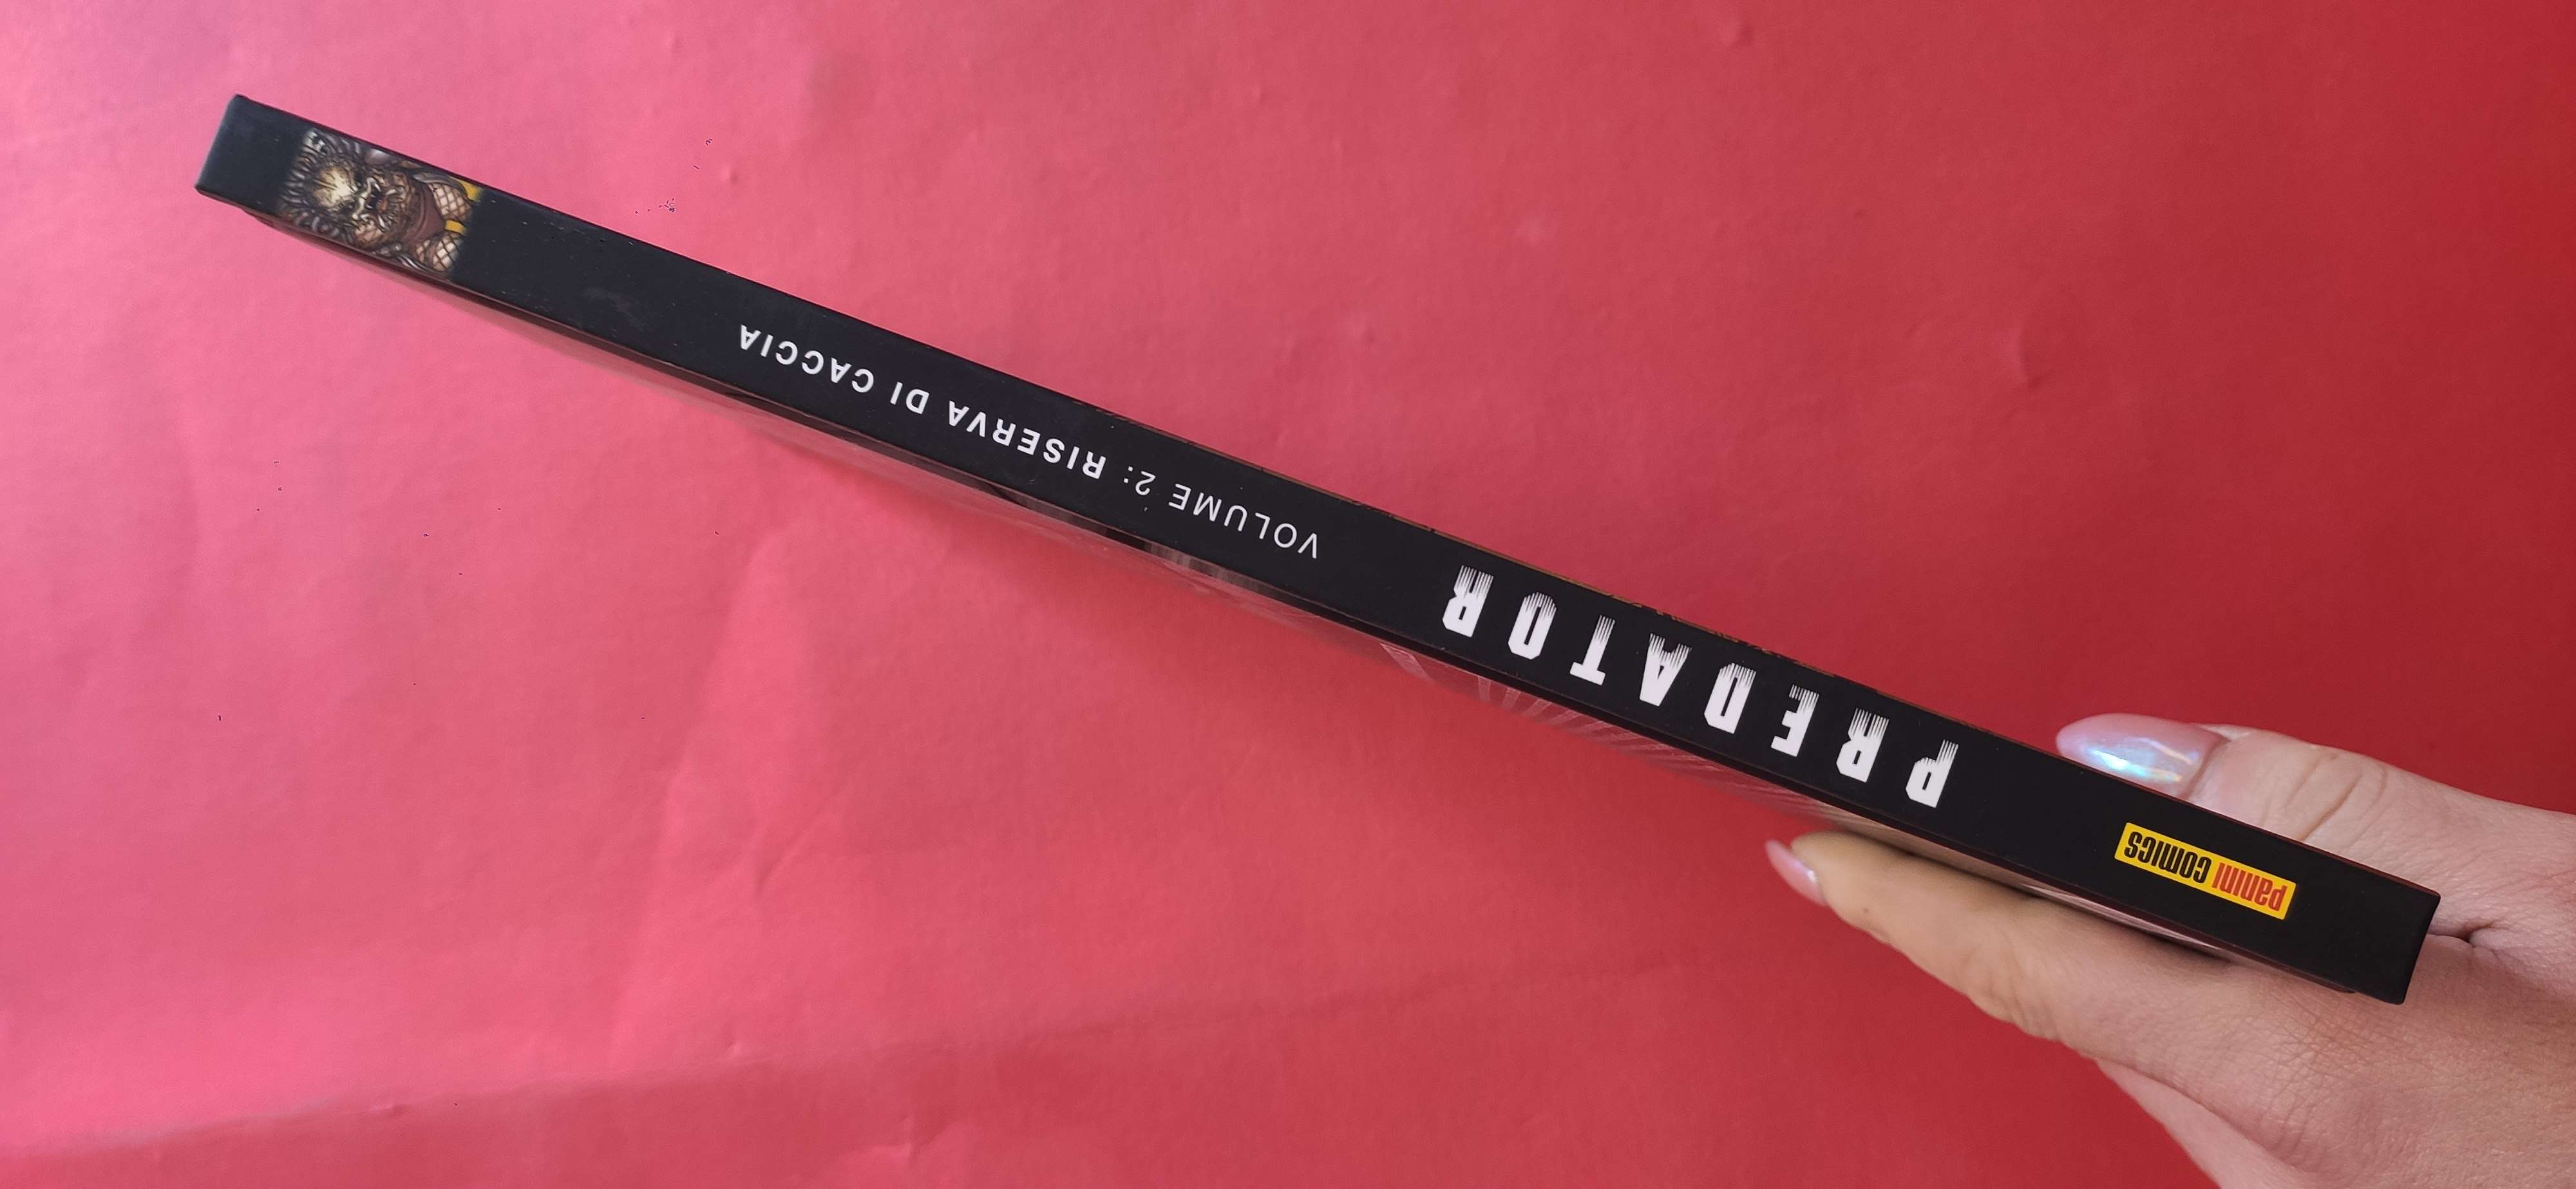 panini comics
PREDATOR
VOLUME 2: RISERVA DI CACCIA